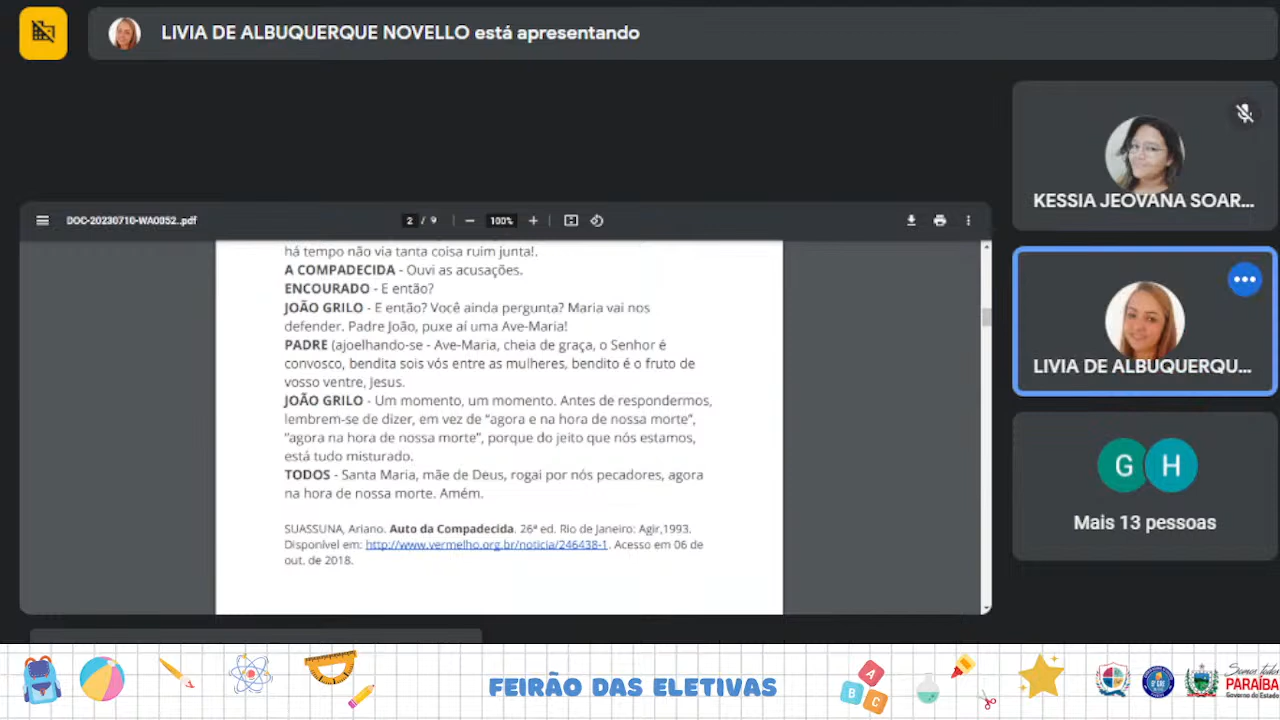 LIVIA DE ALBUQUERQUE NOVELLO está apresentando
KESSIA JEOVANA SOAR...
LIVIA DE ALBUQUERQU...
G H
Mais 13 pessoas
DOC-20230710-WA0052..pdf
2 / 9
100%
há tempo não via tanta coisa ruim junta!.
A COMPADECIDA - Ouvi as acusações.
ENCOURADO - E então?
JOÃO GRILO - E então? Você ainda pergunta? Maria vai nos
defender. Padre João, puxe aí uma Ave-Maria!
PADRE (ajoelhando-se - Ave-Maria, cheia de graça, o Senhor é
convosco, bendita sois vós entre as mulheres, bendito é o fruto de
vosso ventre, Jesus.
JOÃO GRILO - Um momento, um momento. Antes de respondermos,
lembrem-se de dizer, em vez de “agora e na hora de nossa morte”,
“agora na hora de nossa morte”, porque do jeito que nós estamos,
está tudo misturado.
TODOS - Santa Maria, mãe de Deus, rogai por nós pecadores, agora
na hora de nossa morte. Amém.
SUASSUNA, Ariano. Auto da Compadecida. 26ª ed. Rio de Janeiro: Agir,1993.
Disponível em: http://www.vermelho.org.br/noticia/246438-1. Acesso em 06 de
out. de 2018.
FEIRÃO DAS ELETIVAS
A
B
C
Somos todos
PARAÍBA
Governo do Estado